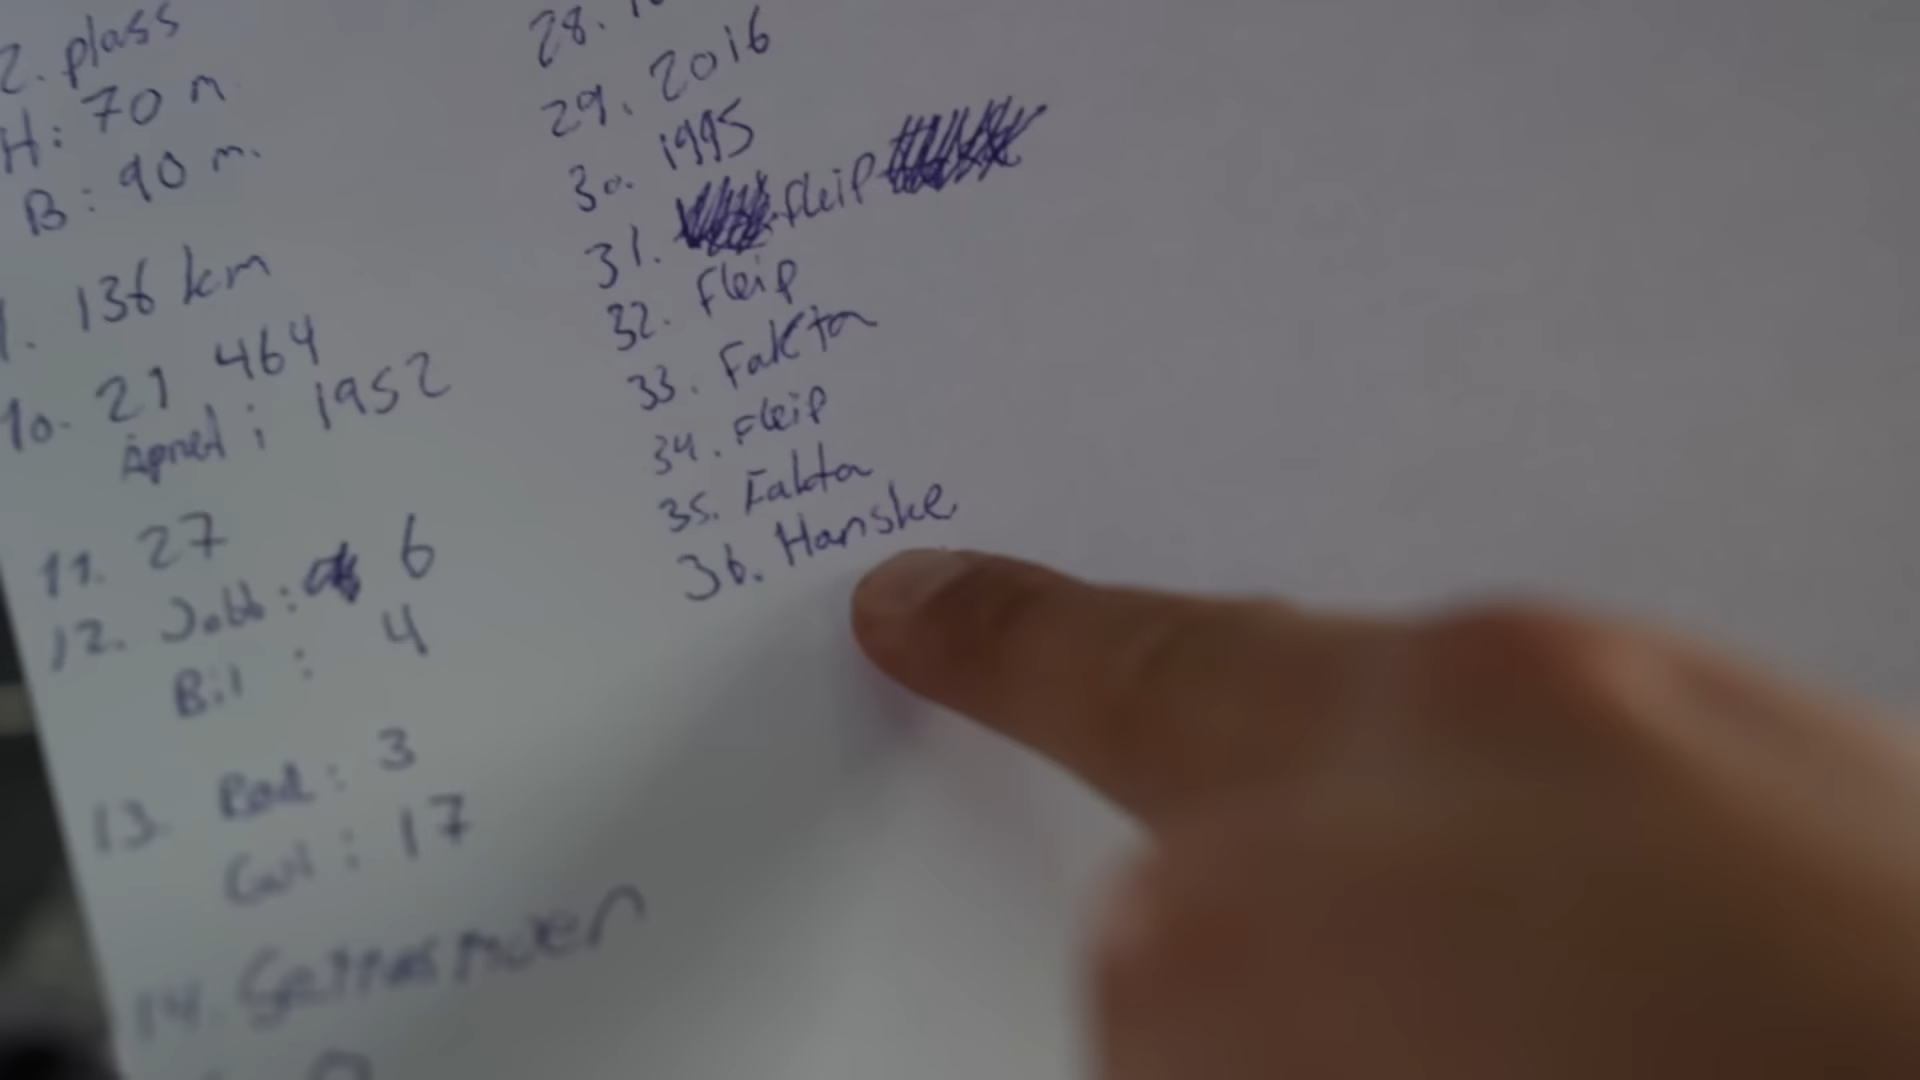 2. plass
H: 70 m
B: 90 m.
1. 136 km
10. 21 464
Åpnet: 1952
11. 27
12. Jobb: 6
Bil : 4
13. Rød: 3
Gul: 17
14.
28.
29. 2016
30. 1995
31. fleip
32. Fleip
33. Fakta
34. Fleip
35. Fakta
36. Hanske